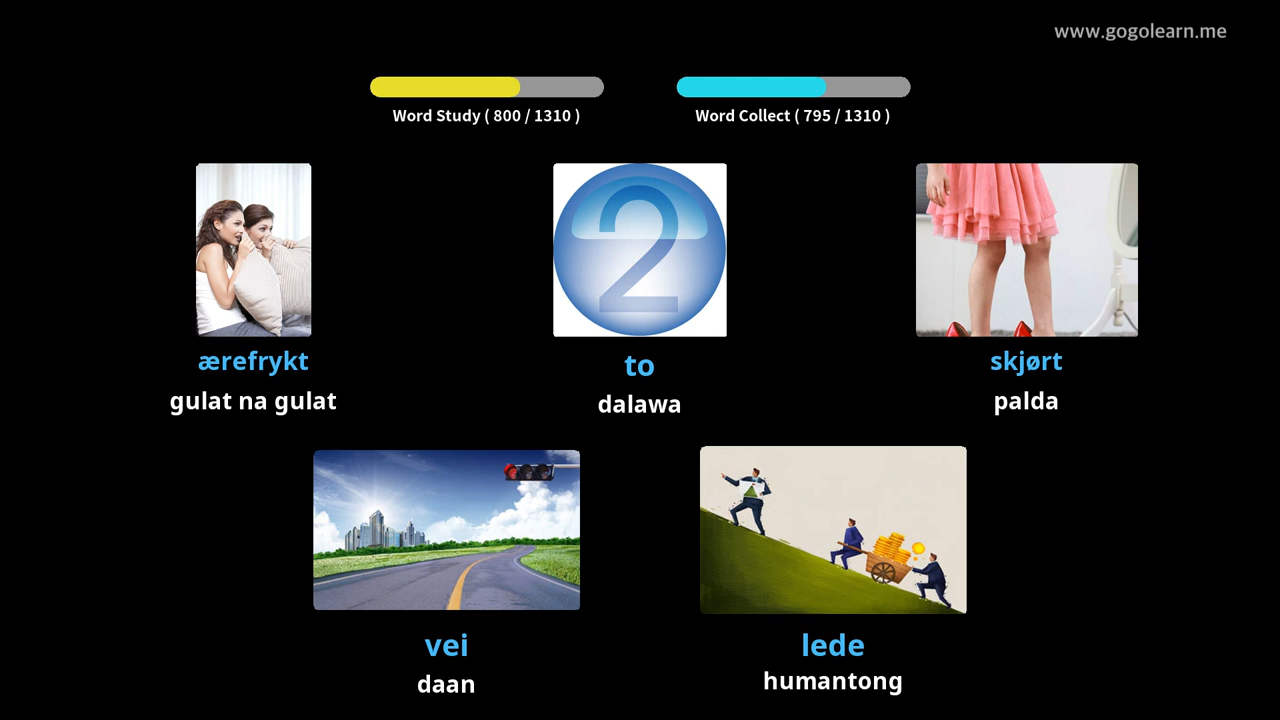 www.gogolearn.me
Word Study ( 800 / 1310 )
Word Collect ( 795 / 1310 )
2
ærefrykt
gulat na gulat
to
dalawa
skjørt
palda
vei
daan
lede
humantong